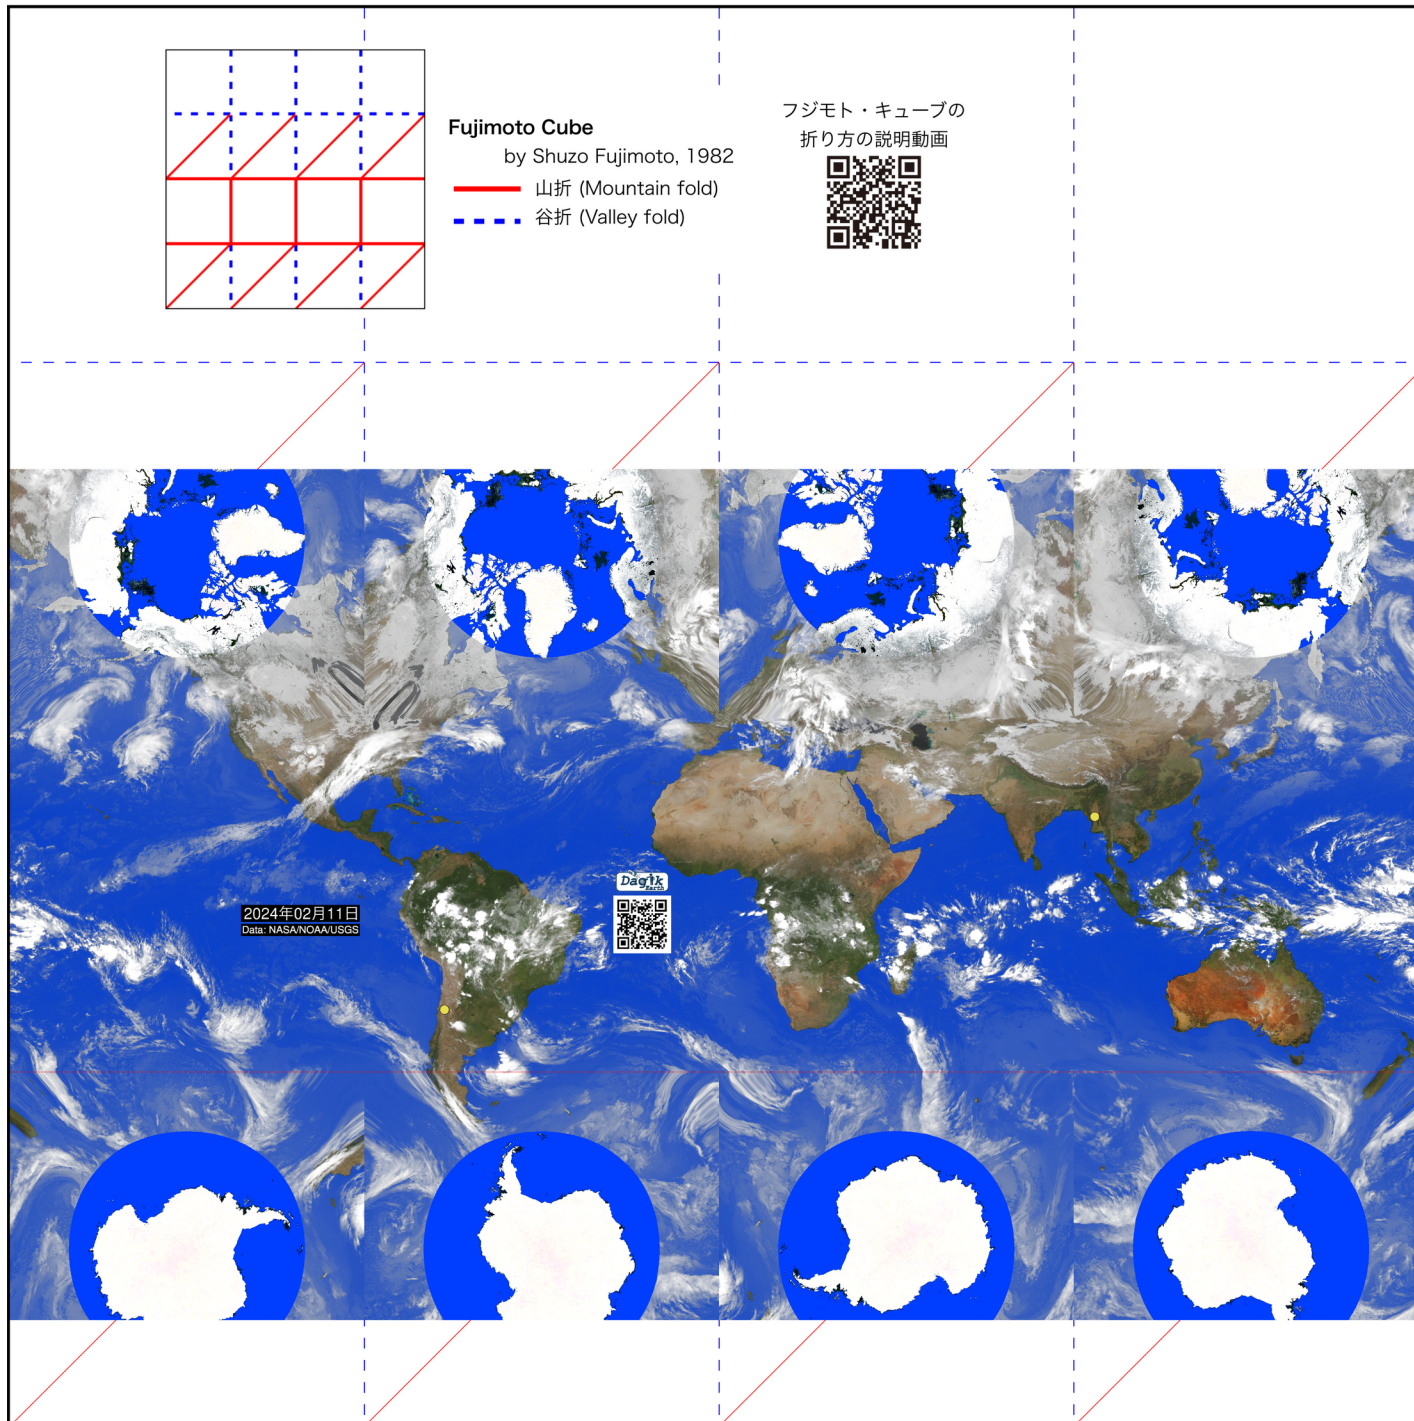 Fujimoto Cube
by Shuzo Fujimoto, 1982
山折 (Mountain fold)
谷折 (Valley fold)
フジモト・キューブの
折り方の説明動画
Dagik
Earth
2024年02月11日
Data: NASA/NOAA/USGS